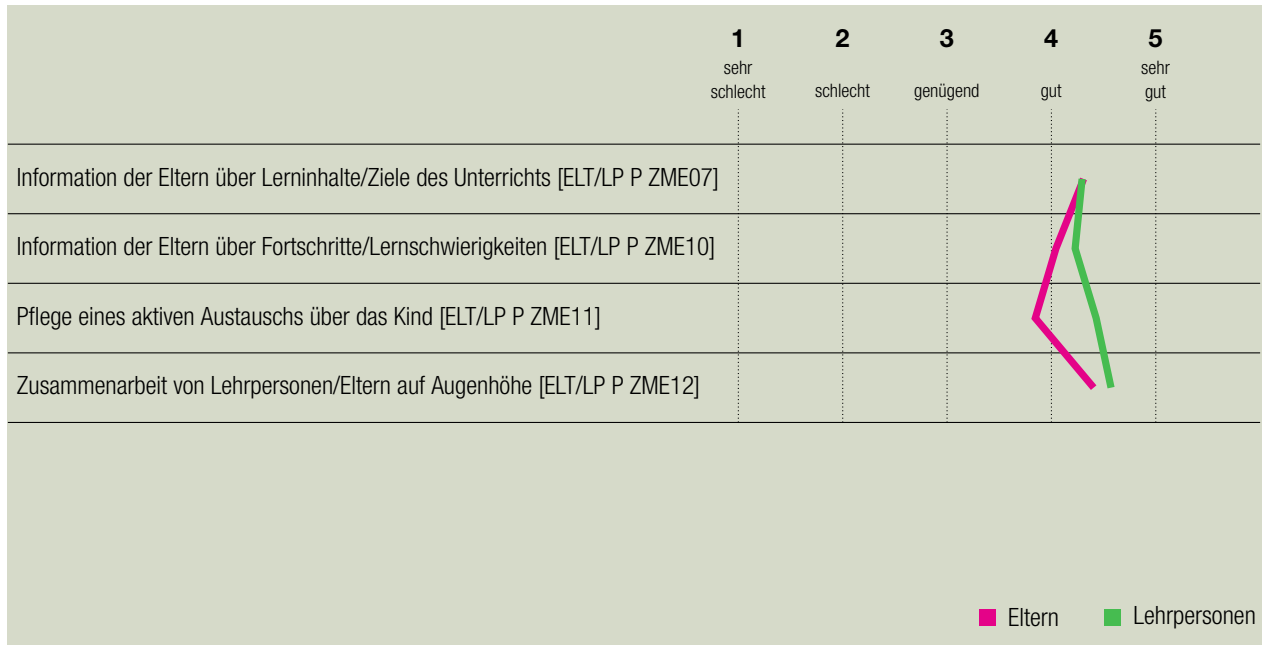 1 2 3 4 5
sehr sehr
schlecht schlecht genügend gut gut
Information der Eltern über Lerninhalte/Ziele des Unterrichts [ELT/LP P ZME07]
Information der Eltern über Fortschritte/Lernschwierigkeiten [ELT/LP P ZME10]
Pflege eines aktiven Austauschs über das Kind [ELT/LP P ZME11]
Zusammenarbeit von Lehrpersonen/Eltern auf Augenhöhe [ELT/LP P ZME12]
Eltern Lehrpersonen